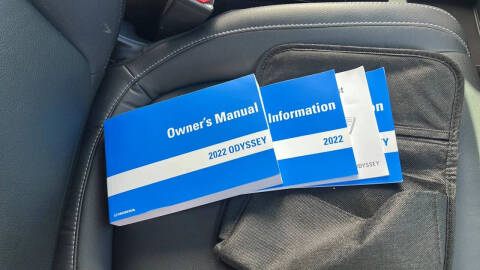 Owner's Manual
2022 ODYSSEY
Information
2022
ODYSSEY